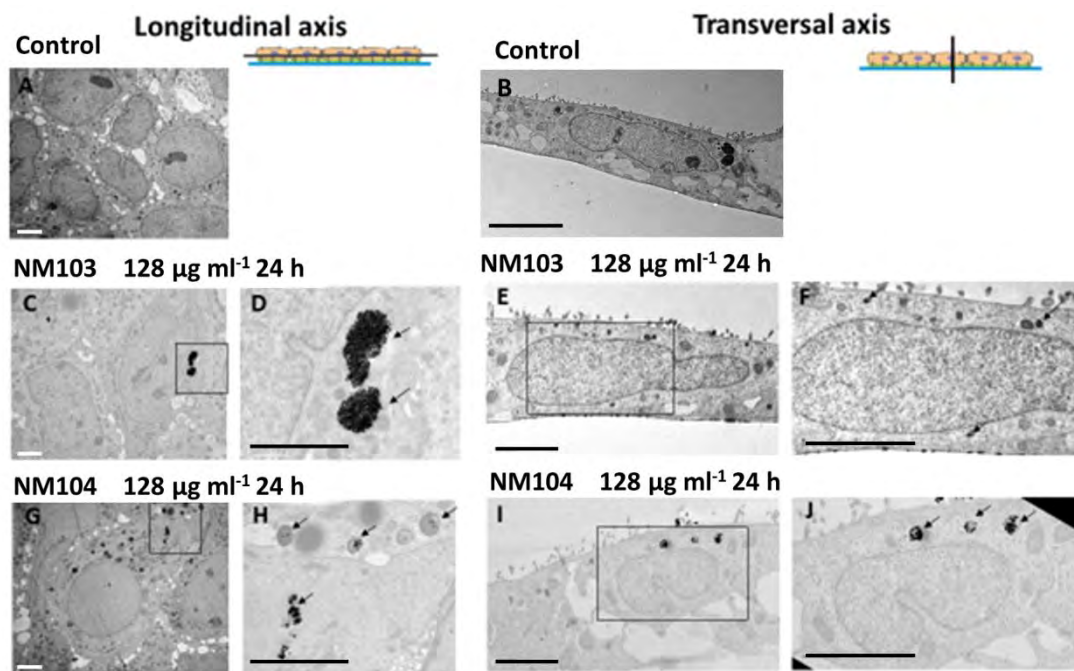 Longitudinal axis
Transversal axis
Control
Control
A
B
NM103 128 µg ml⁻¹ 24 h
NM103 128 µg ml⁻¹ 24 h
C
D
E
F
NM104 128 µg ml⁻¹ 24 h
NM104 128 µg ml⁻¹ 24 h
G
H
I
J